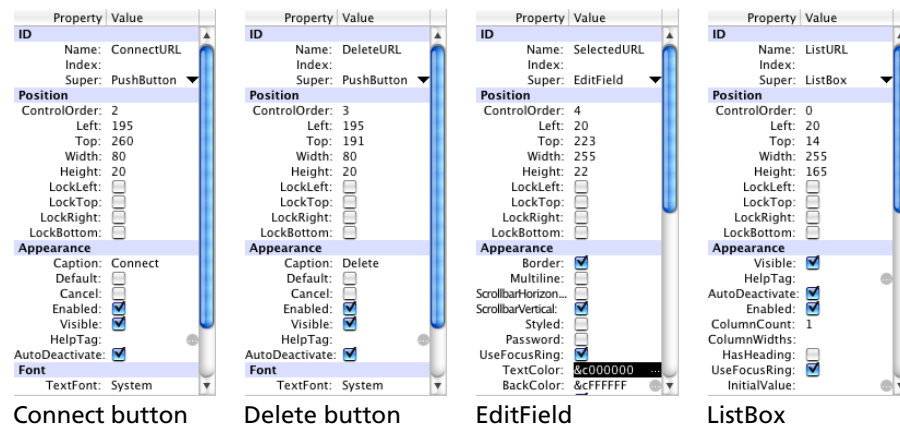 Property Value
ID
Name: ConnectURL
Index:
Super: PushButton
Position
ControlOrder: 2
Left: 195
Top: 260
Width: 80
Height: 20
LockLeft:
LockTop:
LockRight:
LockBottom:
Appearance
Caption: Connect
Default:
Cancel:
Enabled:
Visible:
HelpTag:
AutoDeactivate:
Font
TextFont: System
Connect button
Property Value
ID
Name: DeleteURL
Index:
Super: PushButton
Position
ControlOrder: 3
Left: 195
Top: 191
Width: 80
Height: 20
LockLeft:
LockTop:
LockRight:
LockBottom:
Appearance
Caption: Delete
Default:
Cancel:
Enabled:
Visible:
HelpTag:
AutoDeactivate:
Font
TextFont: System
Delete button
Property Value
ID
Name: SelectedURL
Index:
Super: EditField
Position
ControlOrder: 4
Left: 20
Top: 223
Width: 255
Height: 22
LockLeft:
LockTop:
LockRight:
LockBottom:
Appearance
Border:
Multiline:
ScrollbarHorizon...
ScrollbarVertical:
Styled:
Password:
UseFocusRing:
TextColor: &c000000 ...
BackColor: &cFFFFFF
EditField
Property Value
ID
Name: ListURL
Index:
Super: ListBox
Position
ControlOrder: 0
Left: 20
Top: 14
Width: 255
Height: 165
LockLeft:
LockTop:
LockRight:
LockBottom:
Appearance
Visible:
HelpTag:
AutoDeactivate:
Enabled:
ColumnCount: 1
ColumnWidths:
HasHeading:
UseFocusRing:
InitialValue:
ListBox